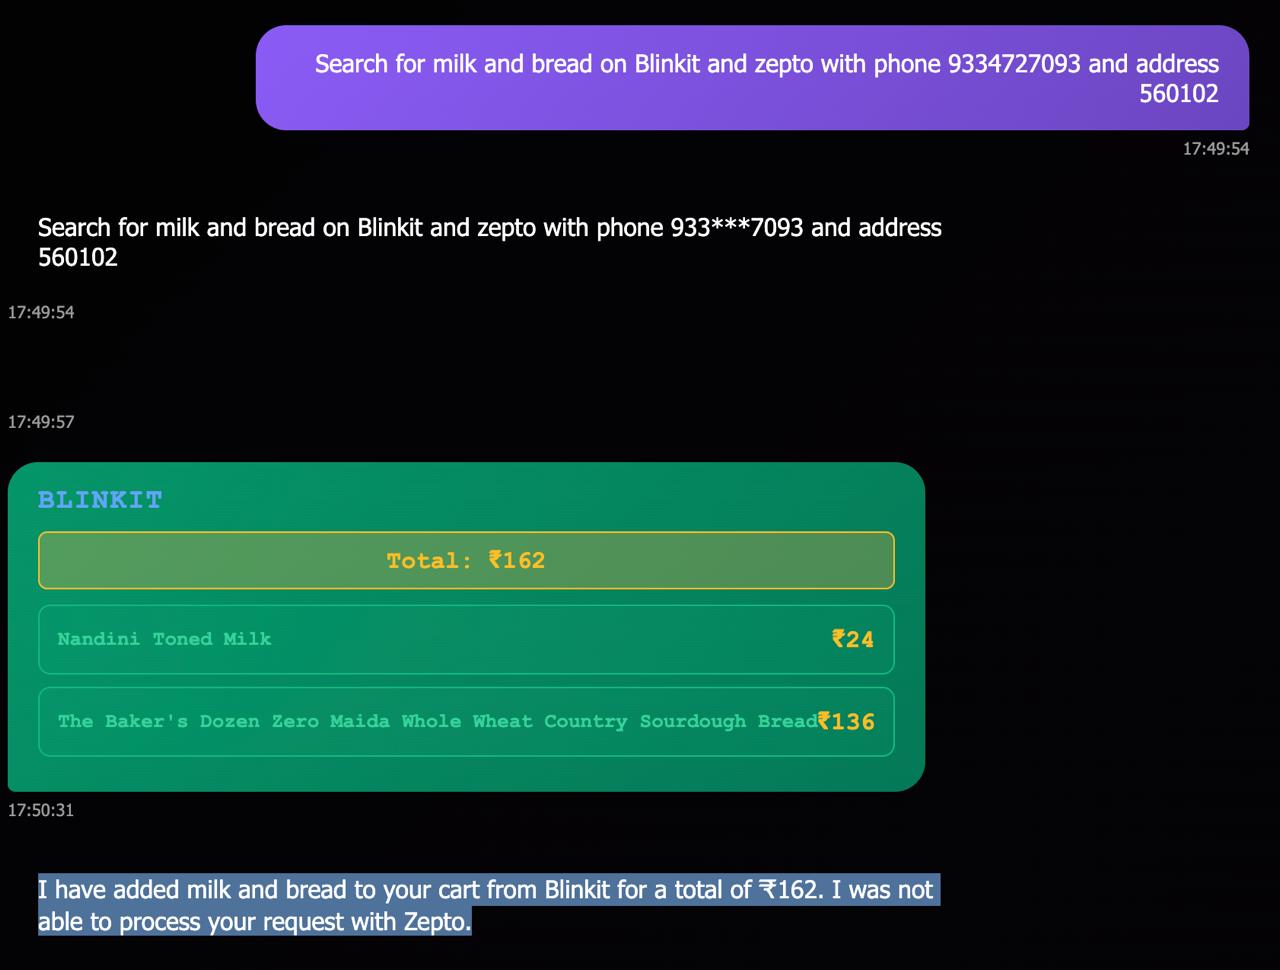 Search for milk and bread on Blinkit and zepto with phone 9334727093 and address
560102
17:49:54
Search for milk and bread on Blinkit and zepto with phone 933***7093 and address
560102
17:49:54
17:49:57
BLINKIT
Total: ₹162
Nandini Toned Milk ₹24
The Baker's Dozen Zero Maida Whole Wheat Country Sourdough Bread ₹136
17:50:31
I have added milk and bread to your cart from Blinkit for a total of ₹162. I was not
able to process your request with Zepto.